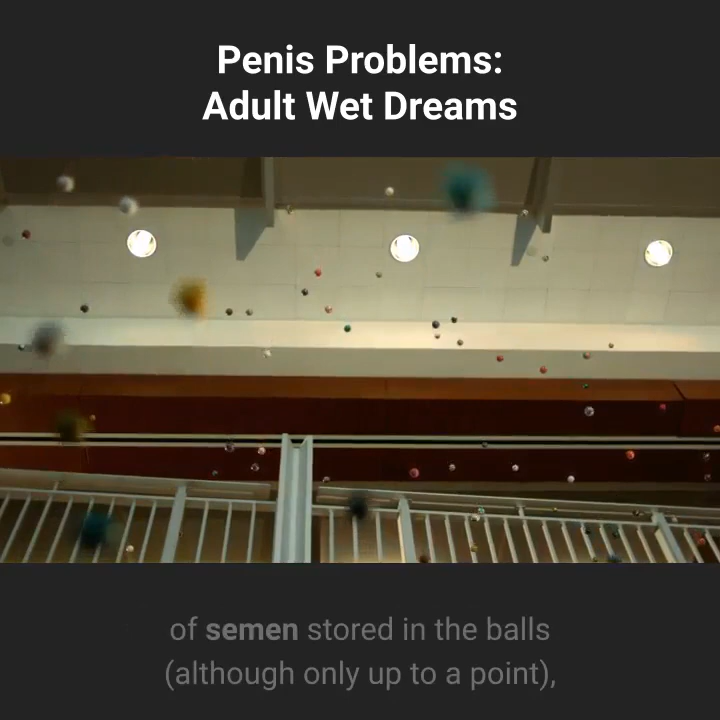 Penis Problems:
Adult Wet Dreams
of semen stored in the balls
(although only up to a point),